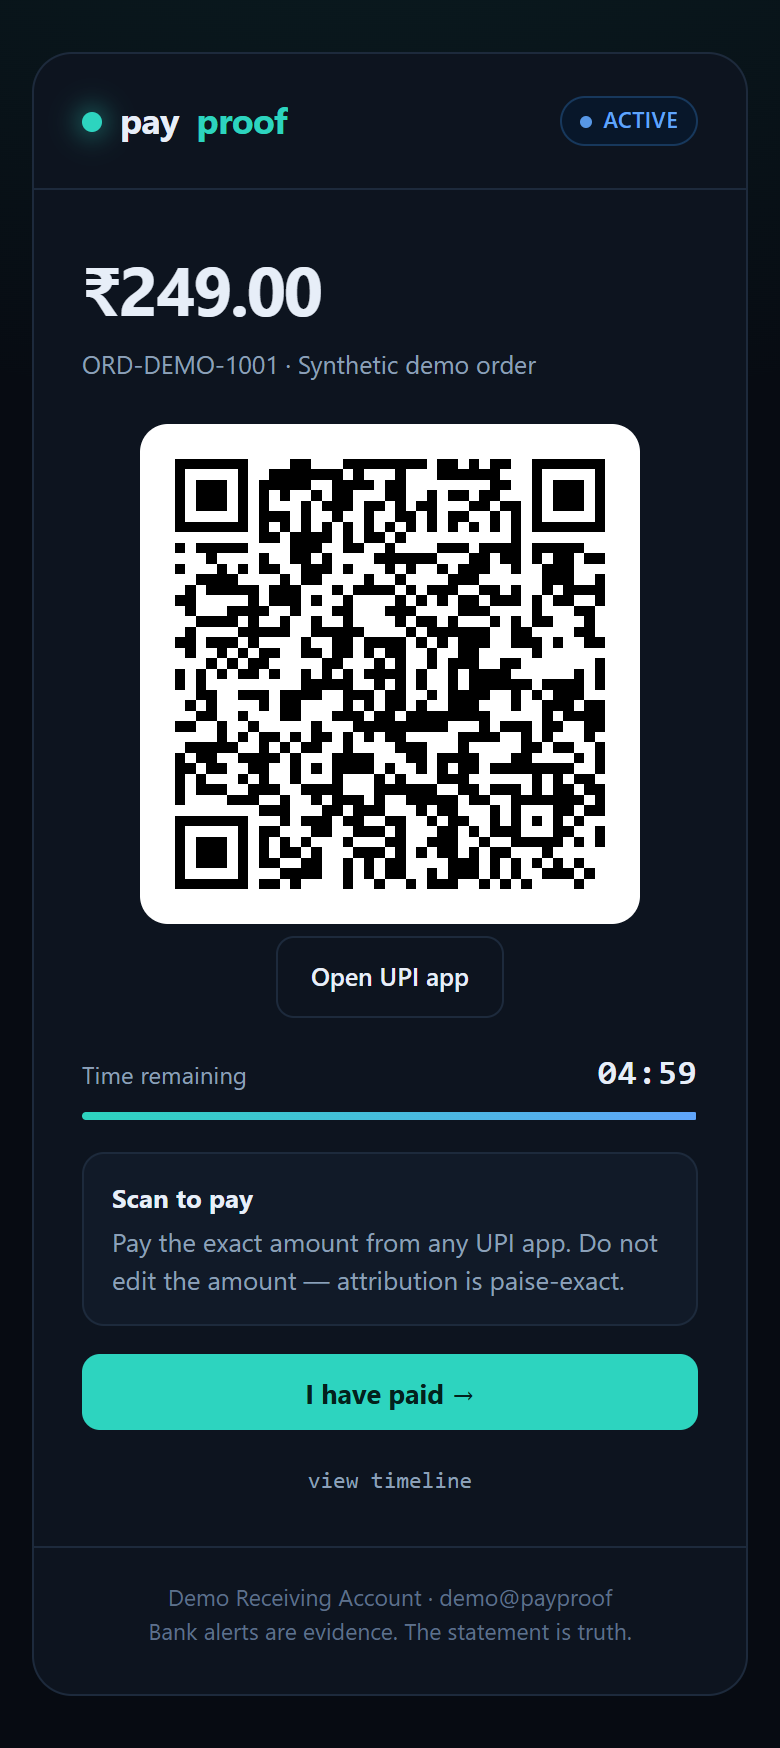 pay proof
ACTIVE
₹249.00
ORD-DEMO-1001 · Synthetic demo order
Open UPI app
Time remaining
04:59
Scan to pay
Pay the exact amount from any UPI app. Do not
edit the amount — attribution is paise-exact.
I have paid →
view timeline
Demo Receiving Account · demo@payproof
Bank alerts are evidence. The statement is truth.